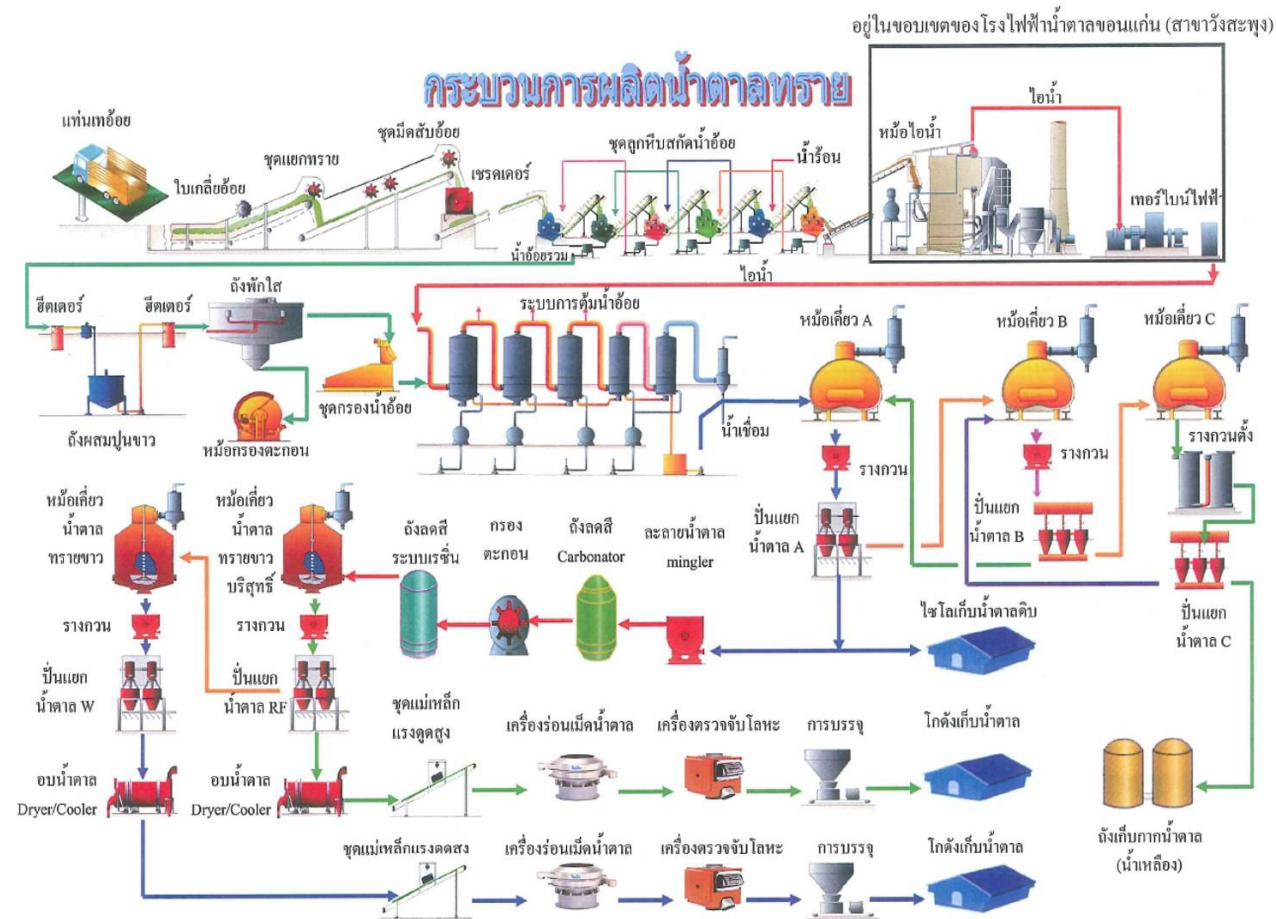 อยู่ในขอบเขตของโรงไฟฟ้าน้ำตาลขอนแก่น (สาขาวังสะพุง)
กระบวนการผลิตน้ำตาลทราย
แท่นเทอ้อย
ใบเกลี่ยอ้อย
ชุดแยกทราย
ชุดมีดสับอ้อย
เชรดเดอร์
ชุดลูกหีบสกัดน้ำอ้อย
น้ำร้อน
น้ำอ้อยรวม
หม้อไอน้ำ
ไอน้ำ
เทอร์ไบน์ไฟฟ้า
ไอน้ำ
ฮีตเตอร์
ฮีตเตอร์
ถังพักใส
ถังผสมปูนขาว
หม้อกรองตะกอน
ชุดกรองน้ำอ้อย
ระบบการต้มน้ำอ้อย
น้ำเชื่อม
หม้อเคี่ยว A
หม้อเคี่ยว B
หม้อเคี่ยว C
รางกวน
รางกวน
รางกวนตั้ง
ปั่นแยก
น้ำตาล A
ปั่นแยก
น้ำตาล B
ปั่นแยก
น้ำตาล C
หม้อเคี่ยว
น้ำตาล
ทรายขาว
หม้อเคี่ยว
น้ำตาล
ทรายขาว
บริสุทธิ์
ถังลดสี
ระบบเรซิ่น
กรอง
ตะกอน
ถังลดสี
Carbonator
ละลายน้ำตาล
mingler
ไซโลเก็บน้ำตาลดิบ
รางกวน
รางกวน
ปั่นแยก
น้ำตาล W
ปั่นแยก
น้ำตาล RF
อบน้ำตาล
Dryer/Cooler
อบน้ำตาล
Dryer/Cooler
ชุดแม่เหล็ก
แรงดูดสูง
เครื่องร่อนเม็ดน้ำตาล
เครื่องตรวจจับโลหะ
การบรรจุ
โกดังเก็บน้ำตาล
ถังเก็บกากน้ำตาล
(น้ำเหลือง)
ชุดแม่เหล็กแรงดูดสูง
เครื่องร่อนเม็ดน้ำตาล
เครื่องตรวจจับโลหะ
การบรรจุ
โกดังเก็บน้ำตาล